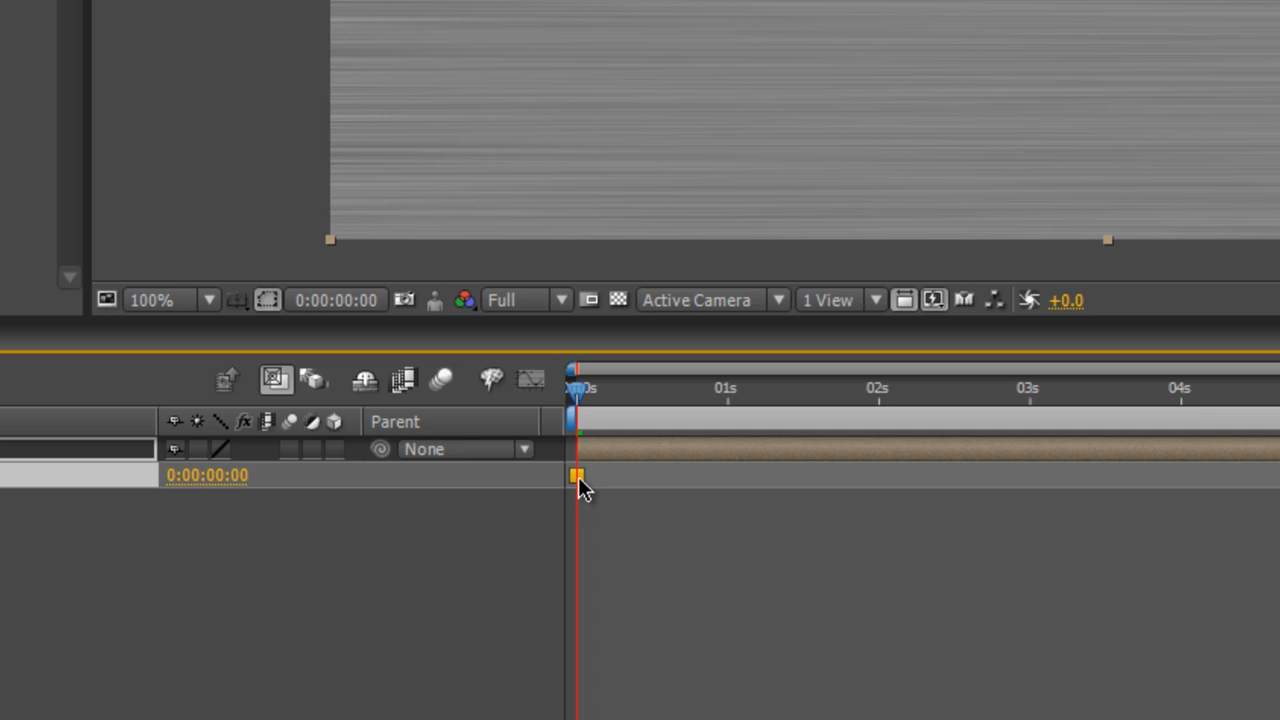 100%
0:00:00:00
Full
Active Camera
1 View
+0.0
0s
01s
02s
03s
04s
fx
Parent
None
0:00:00:00